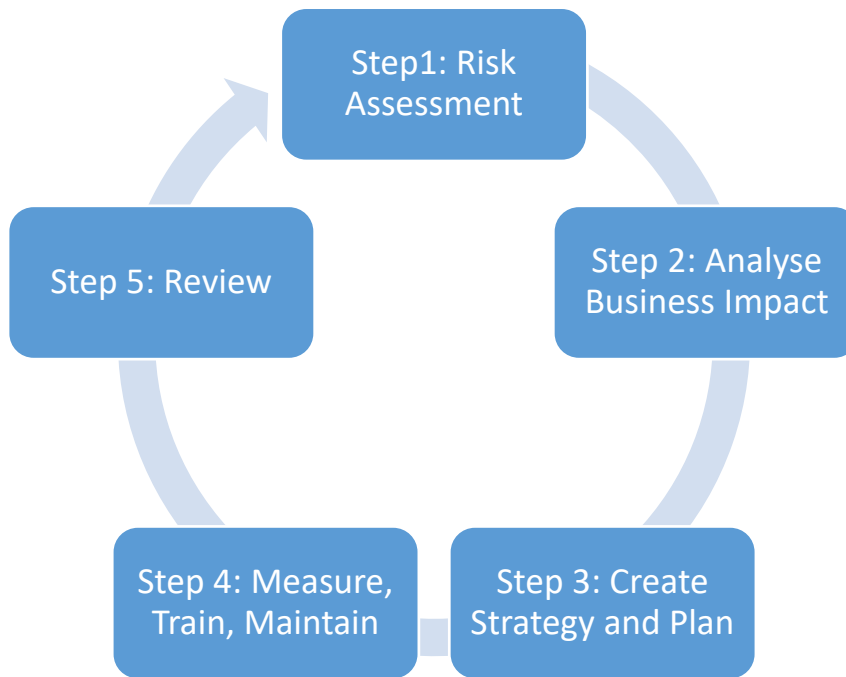 Step1: Risk
Assessment
Step 2: Analyse
Business Impact
Step 3: Create
Strategy and Plan
Step 4: Measure,
Train, Maintain
Step 5: Review